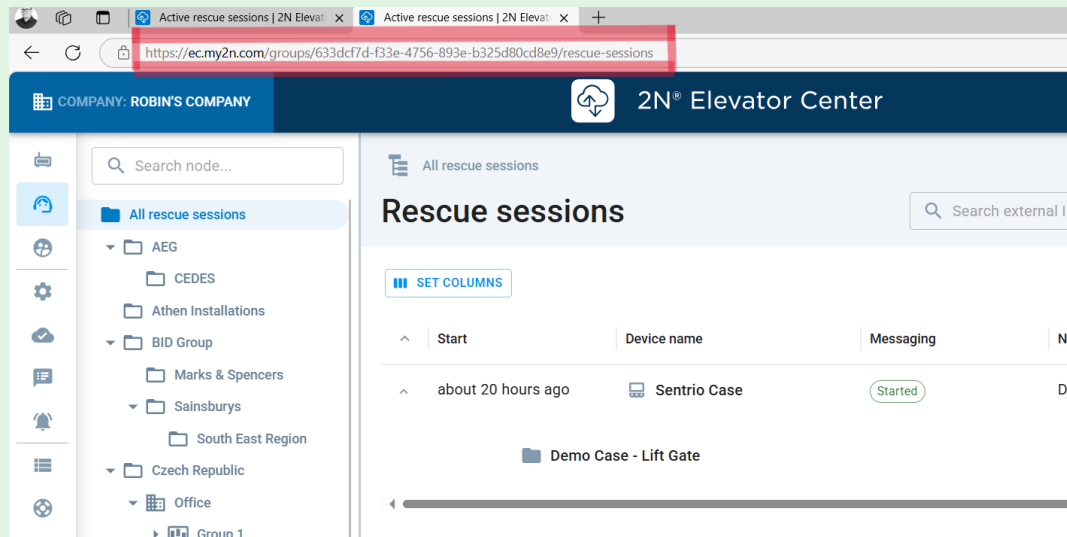 Active rescue sessions | 2N Elevat
Active rescue sessions | 2N Elevat
https://ec.my2n.com/groups/633dcf7d-f33e-4756-893e-b325d80cd8e9/rescue-sessions
COMPANY: ROBIN'S COMPANY
2N® Elevator Center
Search node...
All rescue sessions
AEG
CEDES
Athen Installations
BID Group
Marks & Spencers
Sainsburys
South East Region
Czech Republic
Office
Group 1
All rescue sessions
Rescue sessions
Search external I
SET COLUMNS
Start
Device name
Messaging
N
about 20 hours ago
Sentrio Case
Started
D
Demo Case - Lift Gate